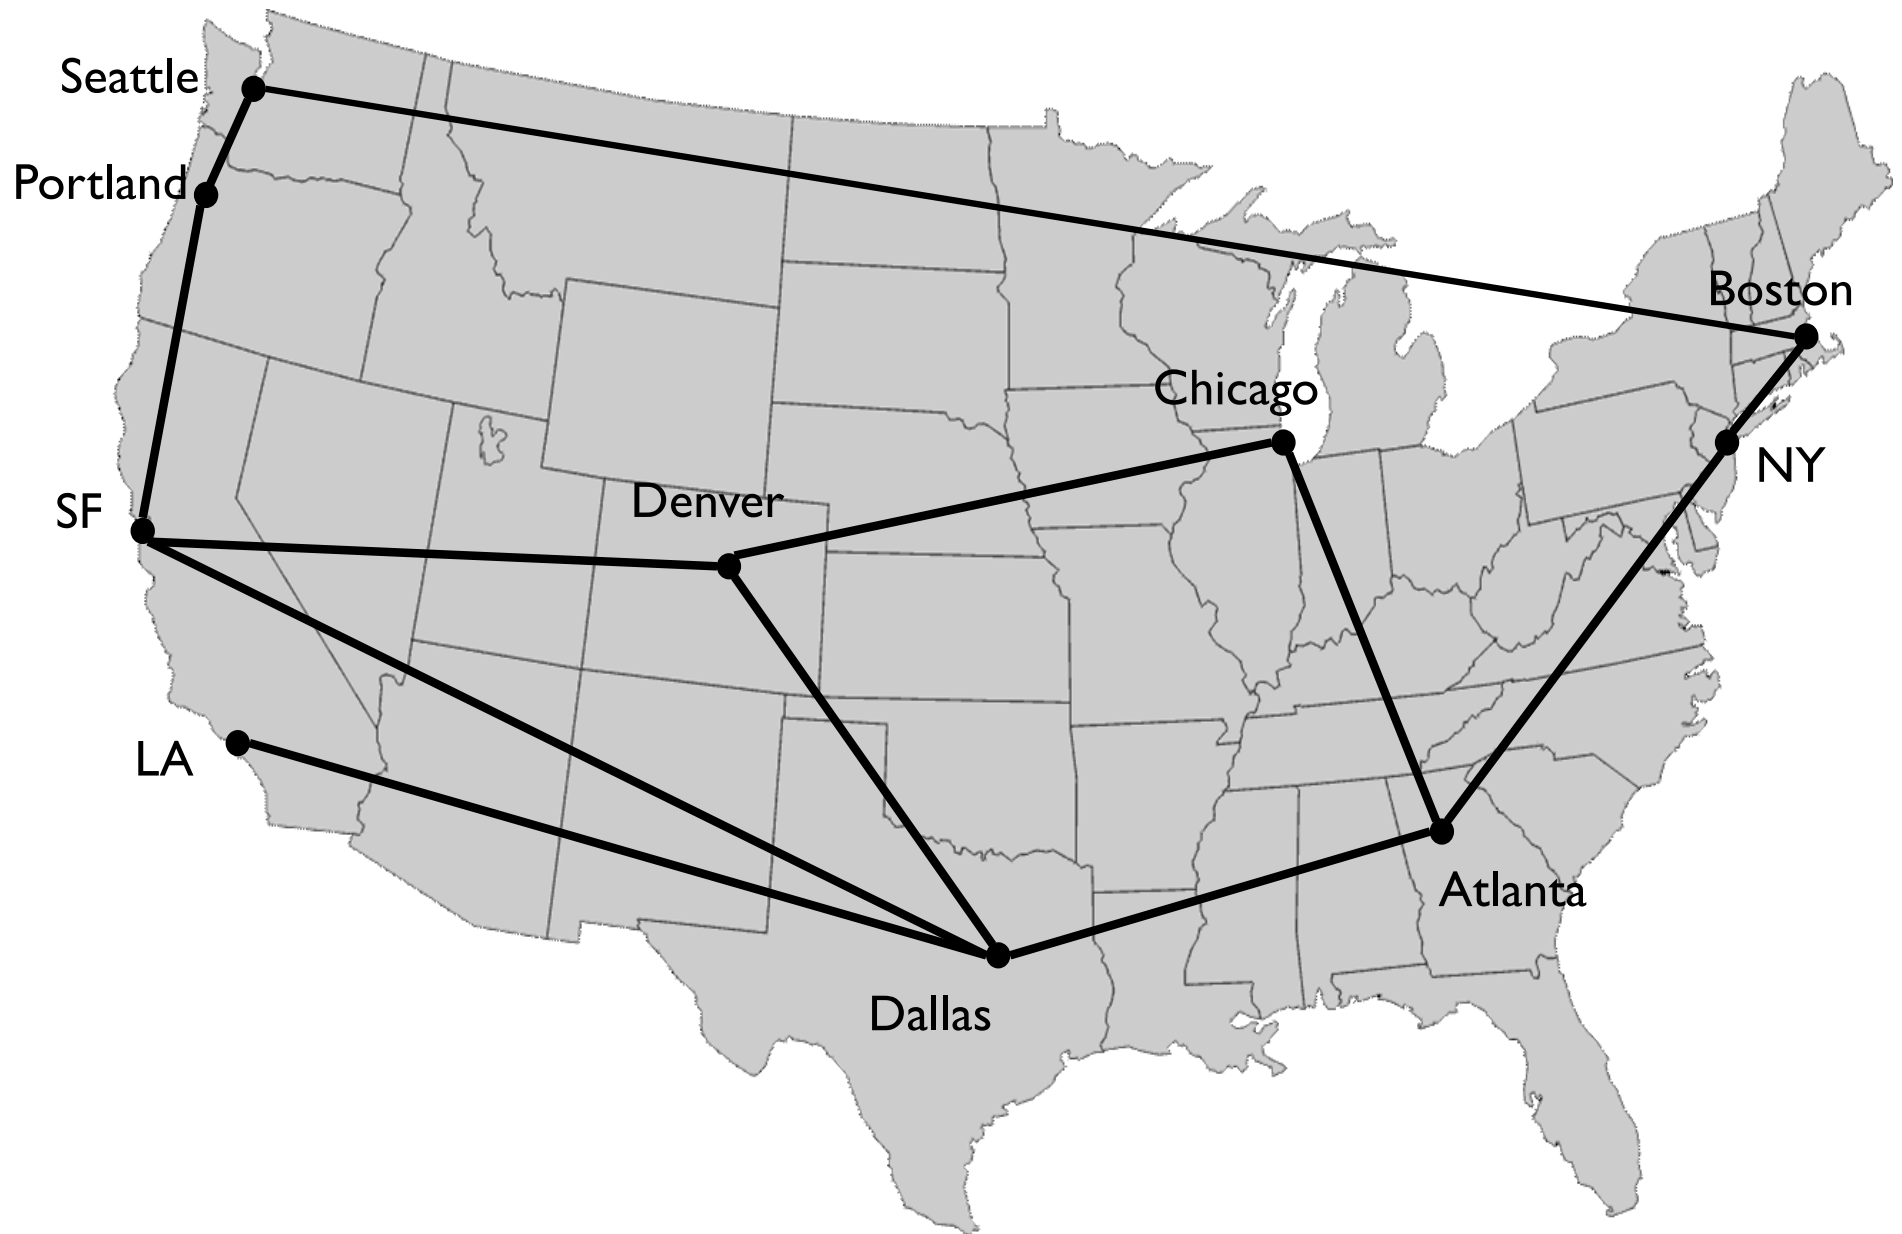 Seattle
Portland
Boston
Chicago
NY
Denver
SF
LA
Atlanta
Dallas